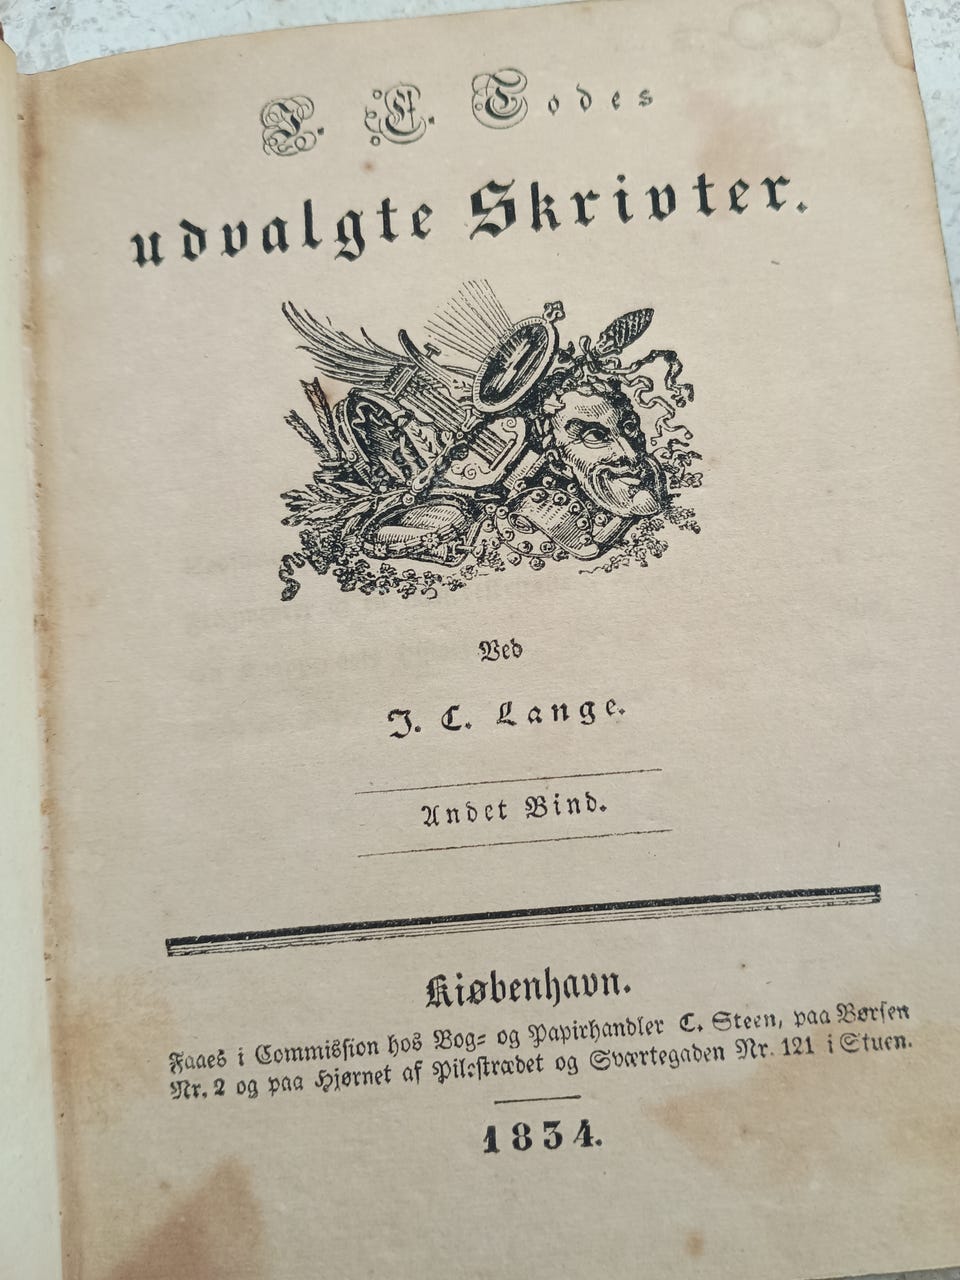 J. C. Todes
udvalgte Skrivter.
Ved
J. C. Lange.
Andet Bind.
Kiøbenhavn.
Faaes i Commission hos Bog- og Papirhandler C. Steen, paa Børsen
Nr. 2 og paa Hjørnet af Pilestrædet og Sværtegaden Nr. 121 i Stuen.
1834.